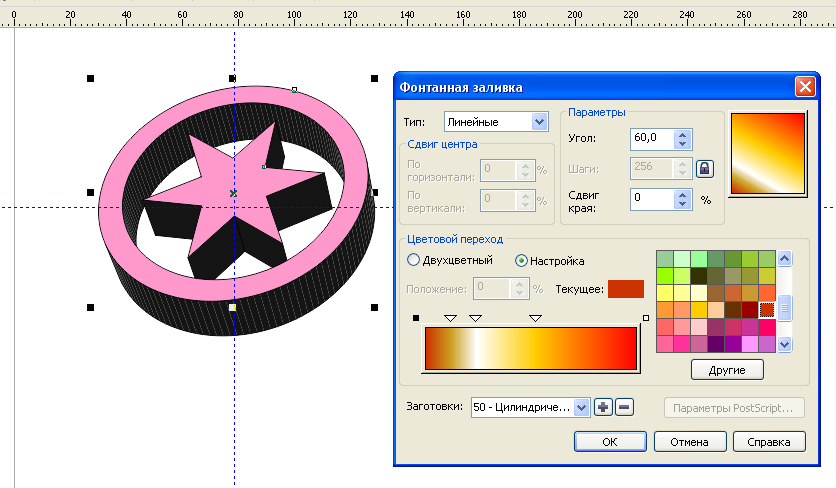 0 20 40 60 80 100 120 140 160 180 200 220 240 260 280
Фонтанная заливка
Тип: Линейные
Параметры
Угол: 60,0
Шаги: 256
Сдвиг края: 0 %
Сдвиг центра
По горизонтали: 0 %
По вертикали: 0 %
Цветовой переход
Двухцветный Настройка
Положение: 0 % Текущее:
Другие
Заготовки: 50 - Цилиндриче...
Параметры PostScript...
OK Отмена Справка